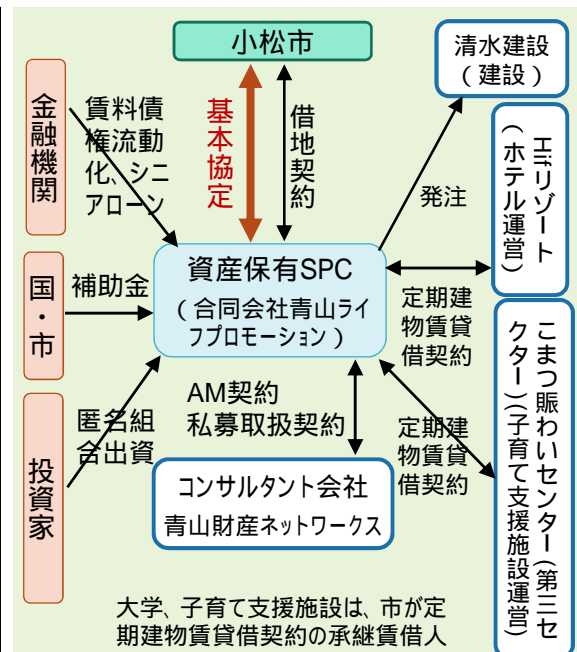 小松市
清水建設
(建設)
金融機関
賃料債
権流動
化、シニ
アローン
基本協定
借地契約
発注
Hifリゾート
(ホテル運営)
資産保有SPC
(合同会社青山ライ
フプロモーション)
国・市
補助金
定期建
物賃貸
借契約
投資家
匿名組
合出資
AM契約
私募取扱契約
定期建
物賃貸
借契約
こまつ賑わいセンター(第三セ
クター)(子育て支援施設運営)
コンサルタント会社
青山財産ネットワークス
大学、子育て支援施設は、市が定
期建物賃貸借契約の承継賃借人